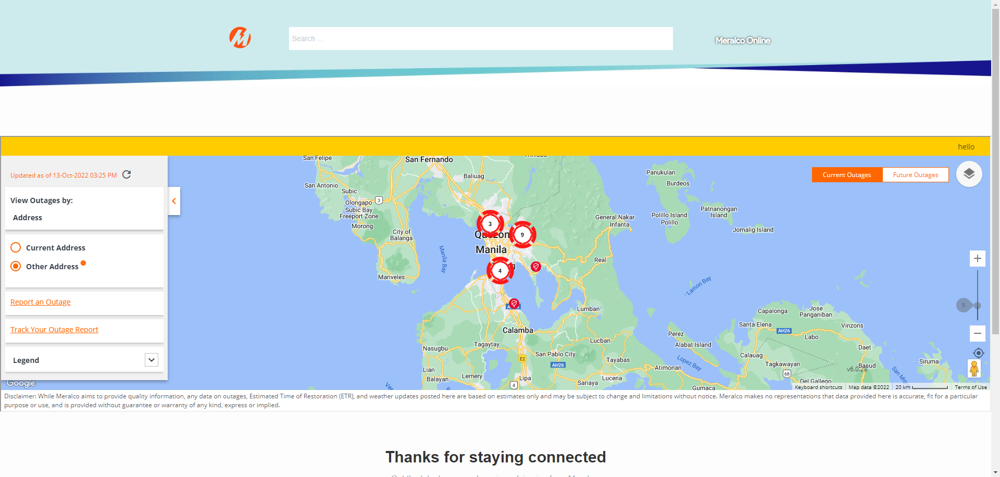 Search ...
Meralco Online
hello
Updated as of 13-Oct-2022 03:25 PM
View Outages by:
Address
Current Address
Other Address
Report an Outage
Track Your Outage Report
Legend
Current Outages
Future Outages
San Felipe
San Fernando
San Antonio
Subic
Baliuag
Panukulan
Burdeos
3
Olongapo
Subic Bay
Freeport Zone
Morong
City of
Balanga
Mariveles
Manila Bay
3
9
Manila
4
General Nakar
Infanta
Real
Polillo Island
Polillo
Patnanongan
Island
Jomalig Island
Lamon Bay
9
Lumban
Calamba
Capalonga
Jose
Panganiban
Santa Elena
AH26
Vinzons
Labo
Perez
Alabat Island
Lucban
Tagaytay
Nasugbu
San Pablo City
Daet
Calauag
E2
AH26
Tayabas
Lopez Bay
Tagkawayan
Siruma
Basud
v6.0.28
Atimonan
Lian
Lemery
Lipa
68
Balayan
Lucena
Sariaya
Del Gallego
4
Gumaca
Google
Keyboard shortcuts
Map data ©2022
20 km
Terms of Use
Disclaimer: While Meralco aims to provide quality information, any data on outages, Estimated Time of Restoration (ETR), and weather updates posted here are based on estimates only and may be subject to change and limitations without notice. Meralco makes no representations that data provided here is accurate, fit for a particular
purpose or use, and is provided without guarantee or warranty of any kind, express or implied.
Thanks for staying connected